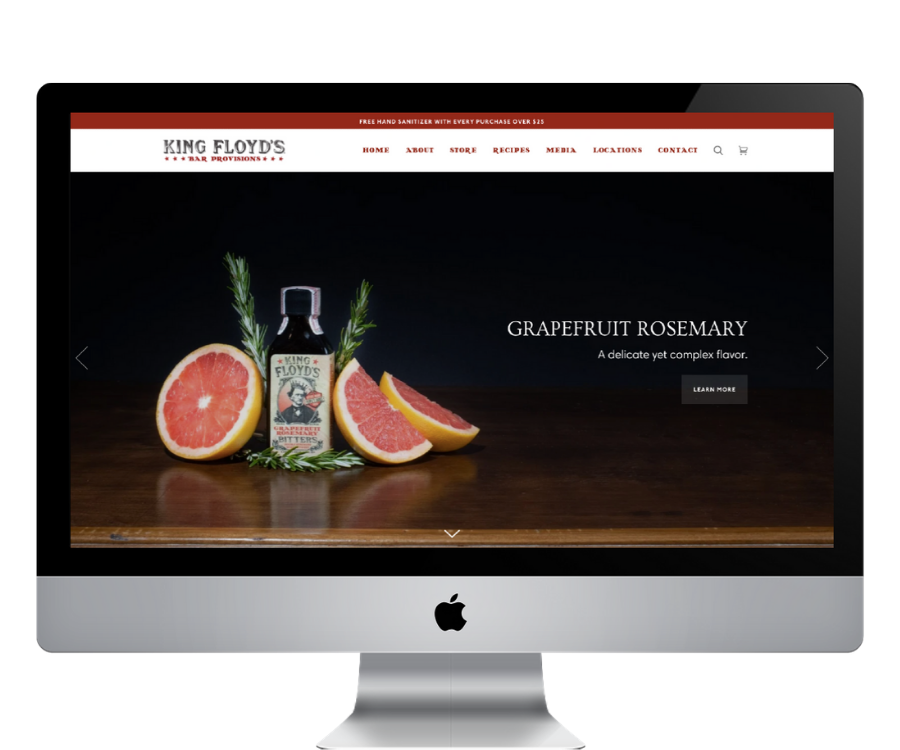 FREE HAND SANITIZER WITH EVERY PURCHASE OVER $25
KING FLOYD'S
BAR PROVISIONS
HOME ABOUT STORE RECIPES MEDIA LOCATIONS CONTACT
GRAPEFRUIT ROSEMARY
A delicate yet complex flavor.
LEARN MORE
KING
FLOYD'S
GRAPEFRUIT
ROSEMARY
BITTERS